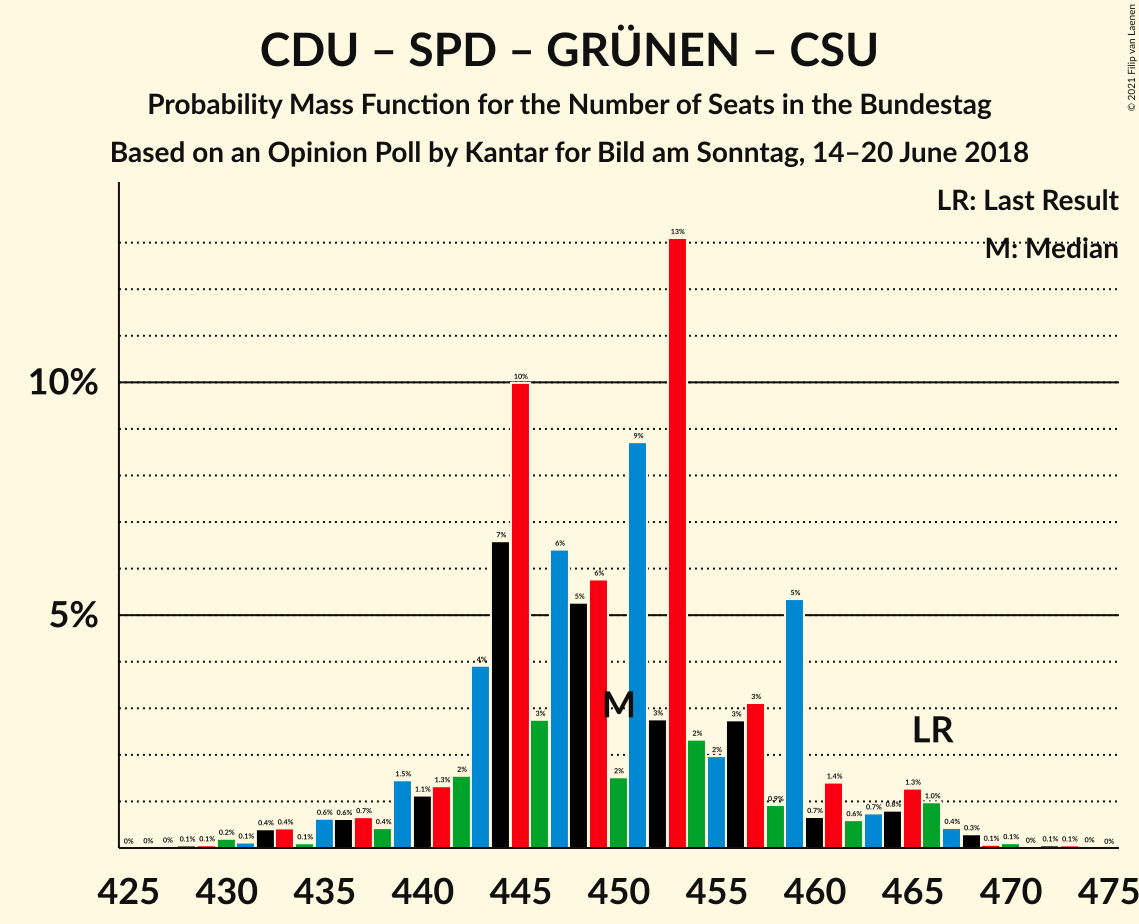 CDU – SPD – GRÜNEN – CSU
Probability Mass Function for the Number of Seats in the Bundestag
Based on an Opinion Poll by Kantar for Bild am Sonntag, 14–20 June 2018
© 2021 Filip van Laenen
LR: Last Result
M: Median
10%
5%
0% 0% 0% 0.1% 0.1% 0.2% 0.1% 0.4% 0.4% 0.1% 0.6% 0.6% 0.7% 0.4% 1.5% 1.1% 1.3% 2% 4% 7% 10% 3% 6% 5% 6% 2% 9% 3% 13% 2% 2% 3% 3% 0.9% 5% 0.7% 1.4% 0.6% 0.7% 0.8% 1.3% 1.0% 0.4% 0.3% 0.1% 0.1% 0% 0.1% 0.1% 0% 0%
M
LR
425 430 435 440 445 450 455 460 465 470 475